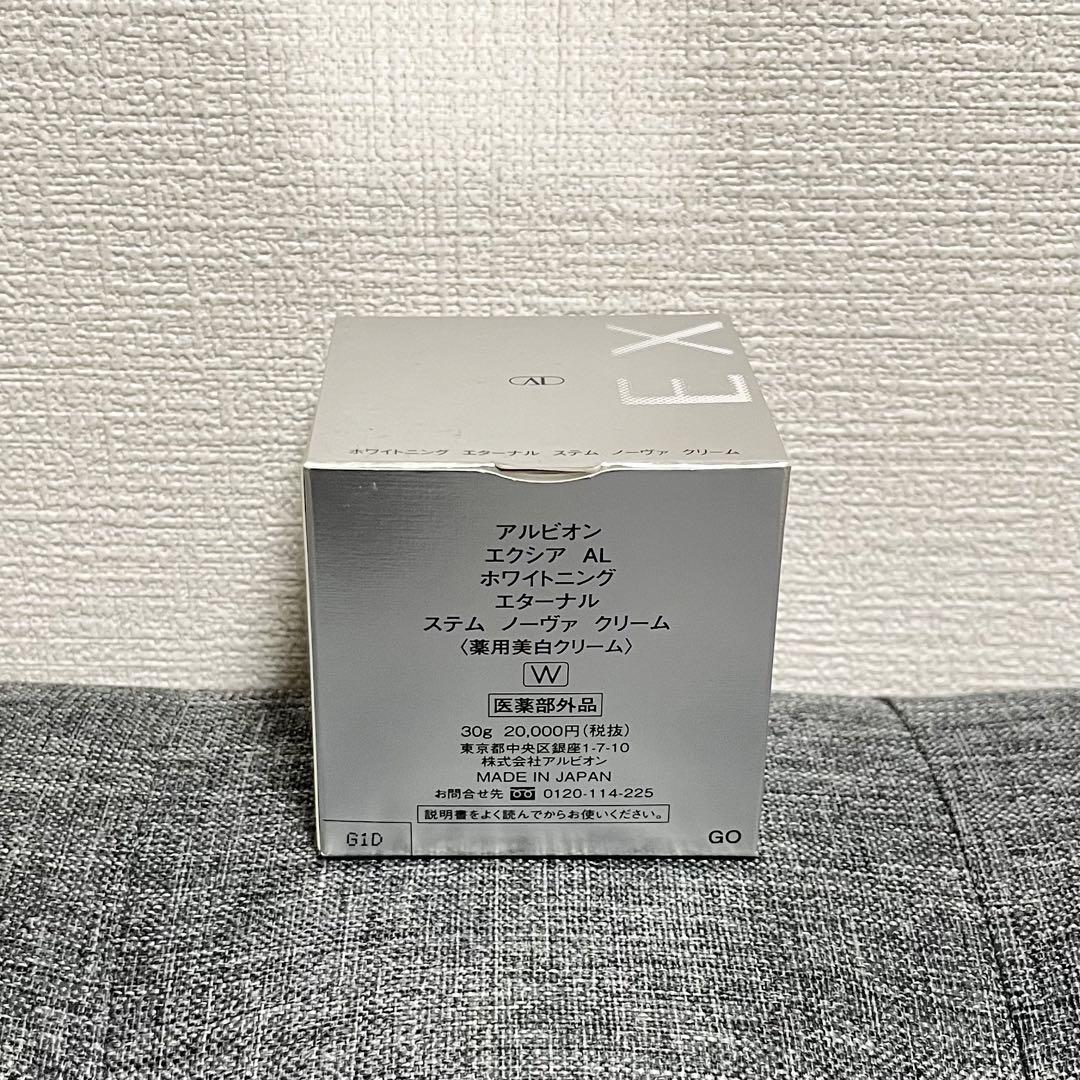 EX
AL
ホワイトニング エターナル ステム ノーヴァ クリーム
アルビオン
エクシア AL
ホワイトニング
エターナル
ステム ノーヴァ クリーム
〈薬用美白クリーム〉
W
医薬部外品
30g 20,000円(税抜)
東京都中央区銀座1-7-10
株式会社アルビオン
MADE IN JAPAN
お問合せ先 0120-114-225
説明書をよく読んでからお使いください。
G1D
GO